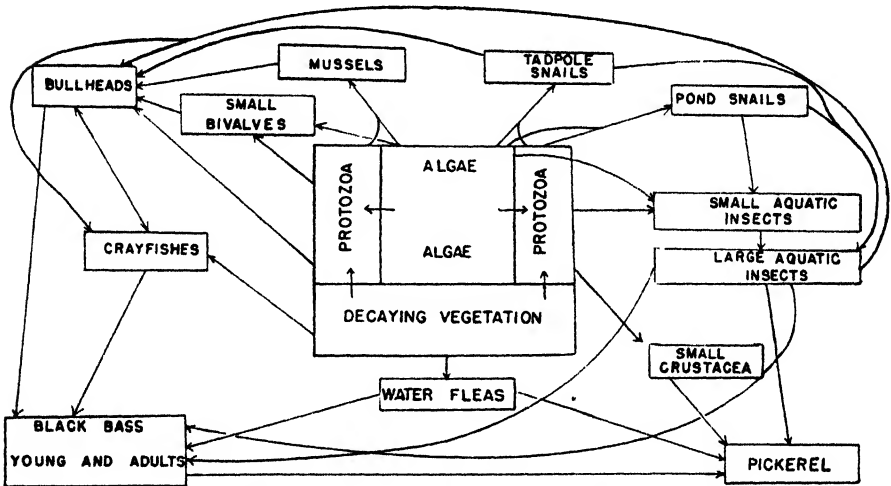 MUSSELS
TADPOLE
SNAILS
BULLHEADS
SMALL
BIVALVES
POND SNAILS
PROTOZOA
ALGAE
ALGAE
PROTOZOA
SMALL AQUATIC
INSECTS
CRAYFISHES
LARGE AQUATIC
INSECTS
DECAYING VEGETATION
SMALL
CRUSTACEA
WATER FLEAS
BLACK BASS
YOUNG AND ADULTS
PICKEREL